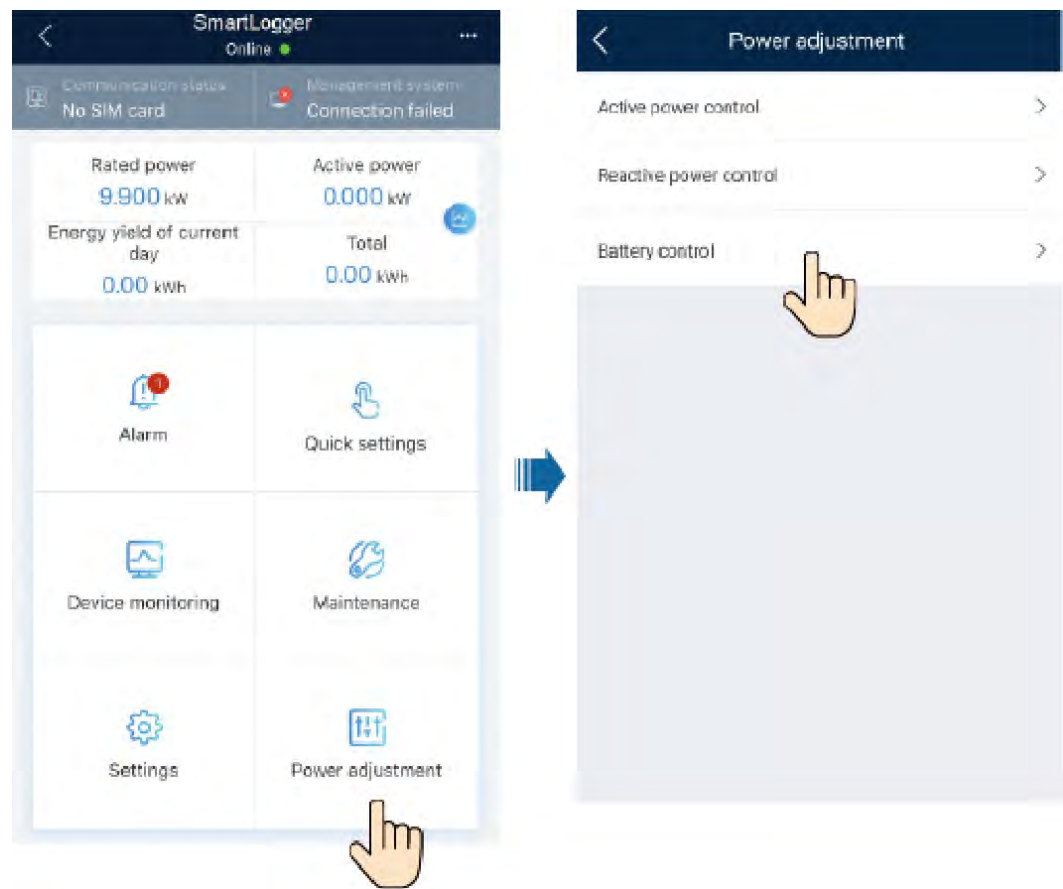 SmartLogger
Online
...
Communication status
No SIM card
Management system
Connection failed
Rated power
9.900 kW
Active power
0.000 kW
Energy yield of current
day
0.00 kWh
Total
0.00 kWh
1
Alarm
Quick settings
Device monitoring
Maintenance
Settings
Power adjustment
Power adjustment
Active power control
Reactive power control
Battery control